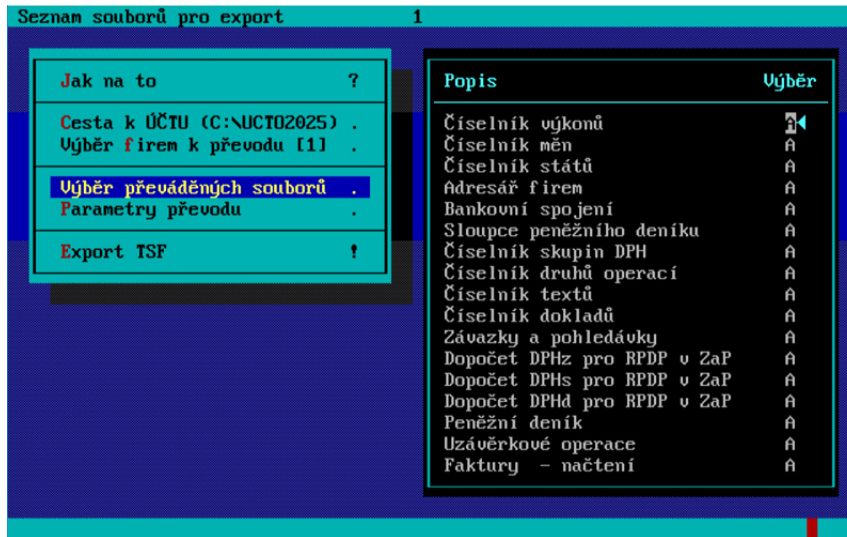 Seznam souborů pro export 1
Jak na to ?
Cesta k ÚČTU (C:\UCTO2025) .
Výběr firem k převodu [1] .
Výběr převáděných souborů .
Parametry převodu .
Export TSF !
Popis Výběr
Číselník výkonů A
Číselník měn A
Číselník států A
Adresář firem A
Bankovní spojení A
Sloupce peněžního deníku A
Číselník skupin DPH A
Číselník druhů operací A
Číselník textů A
Číselník dokladů A
Závazky a pohledávky A
Dopočet DPHz pro RPDP v ZaP A
Dopočet DPHs pro RPDP v ZaP A
Dopočet DPHd pro RPDP v ZaP A
Peněžní deník A
Uzávěrkové operace A
Faktury - načtení A